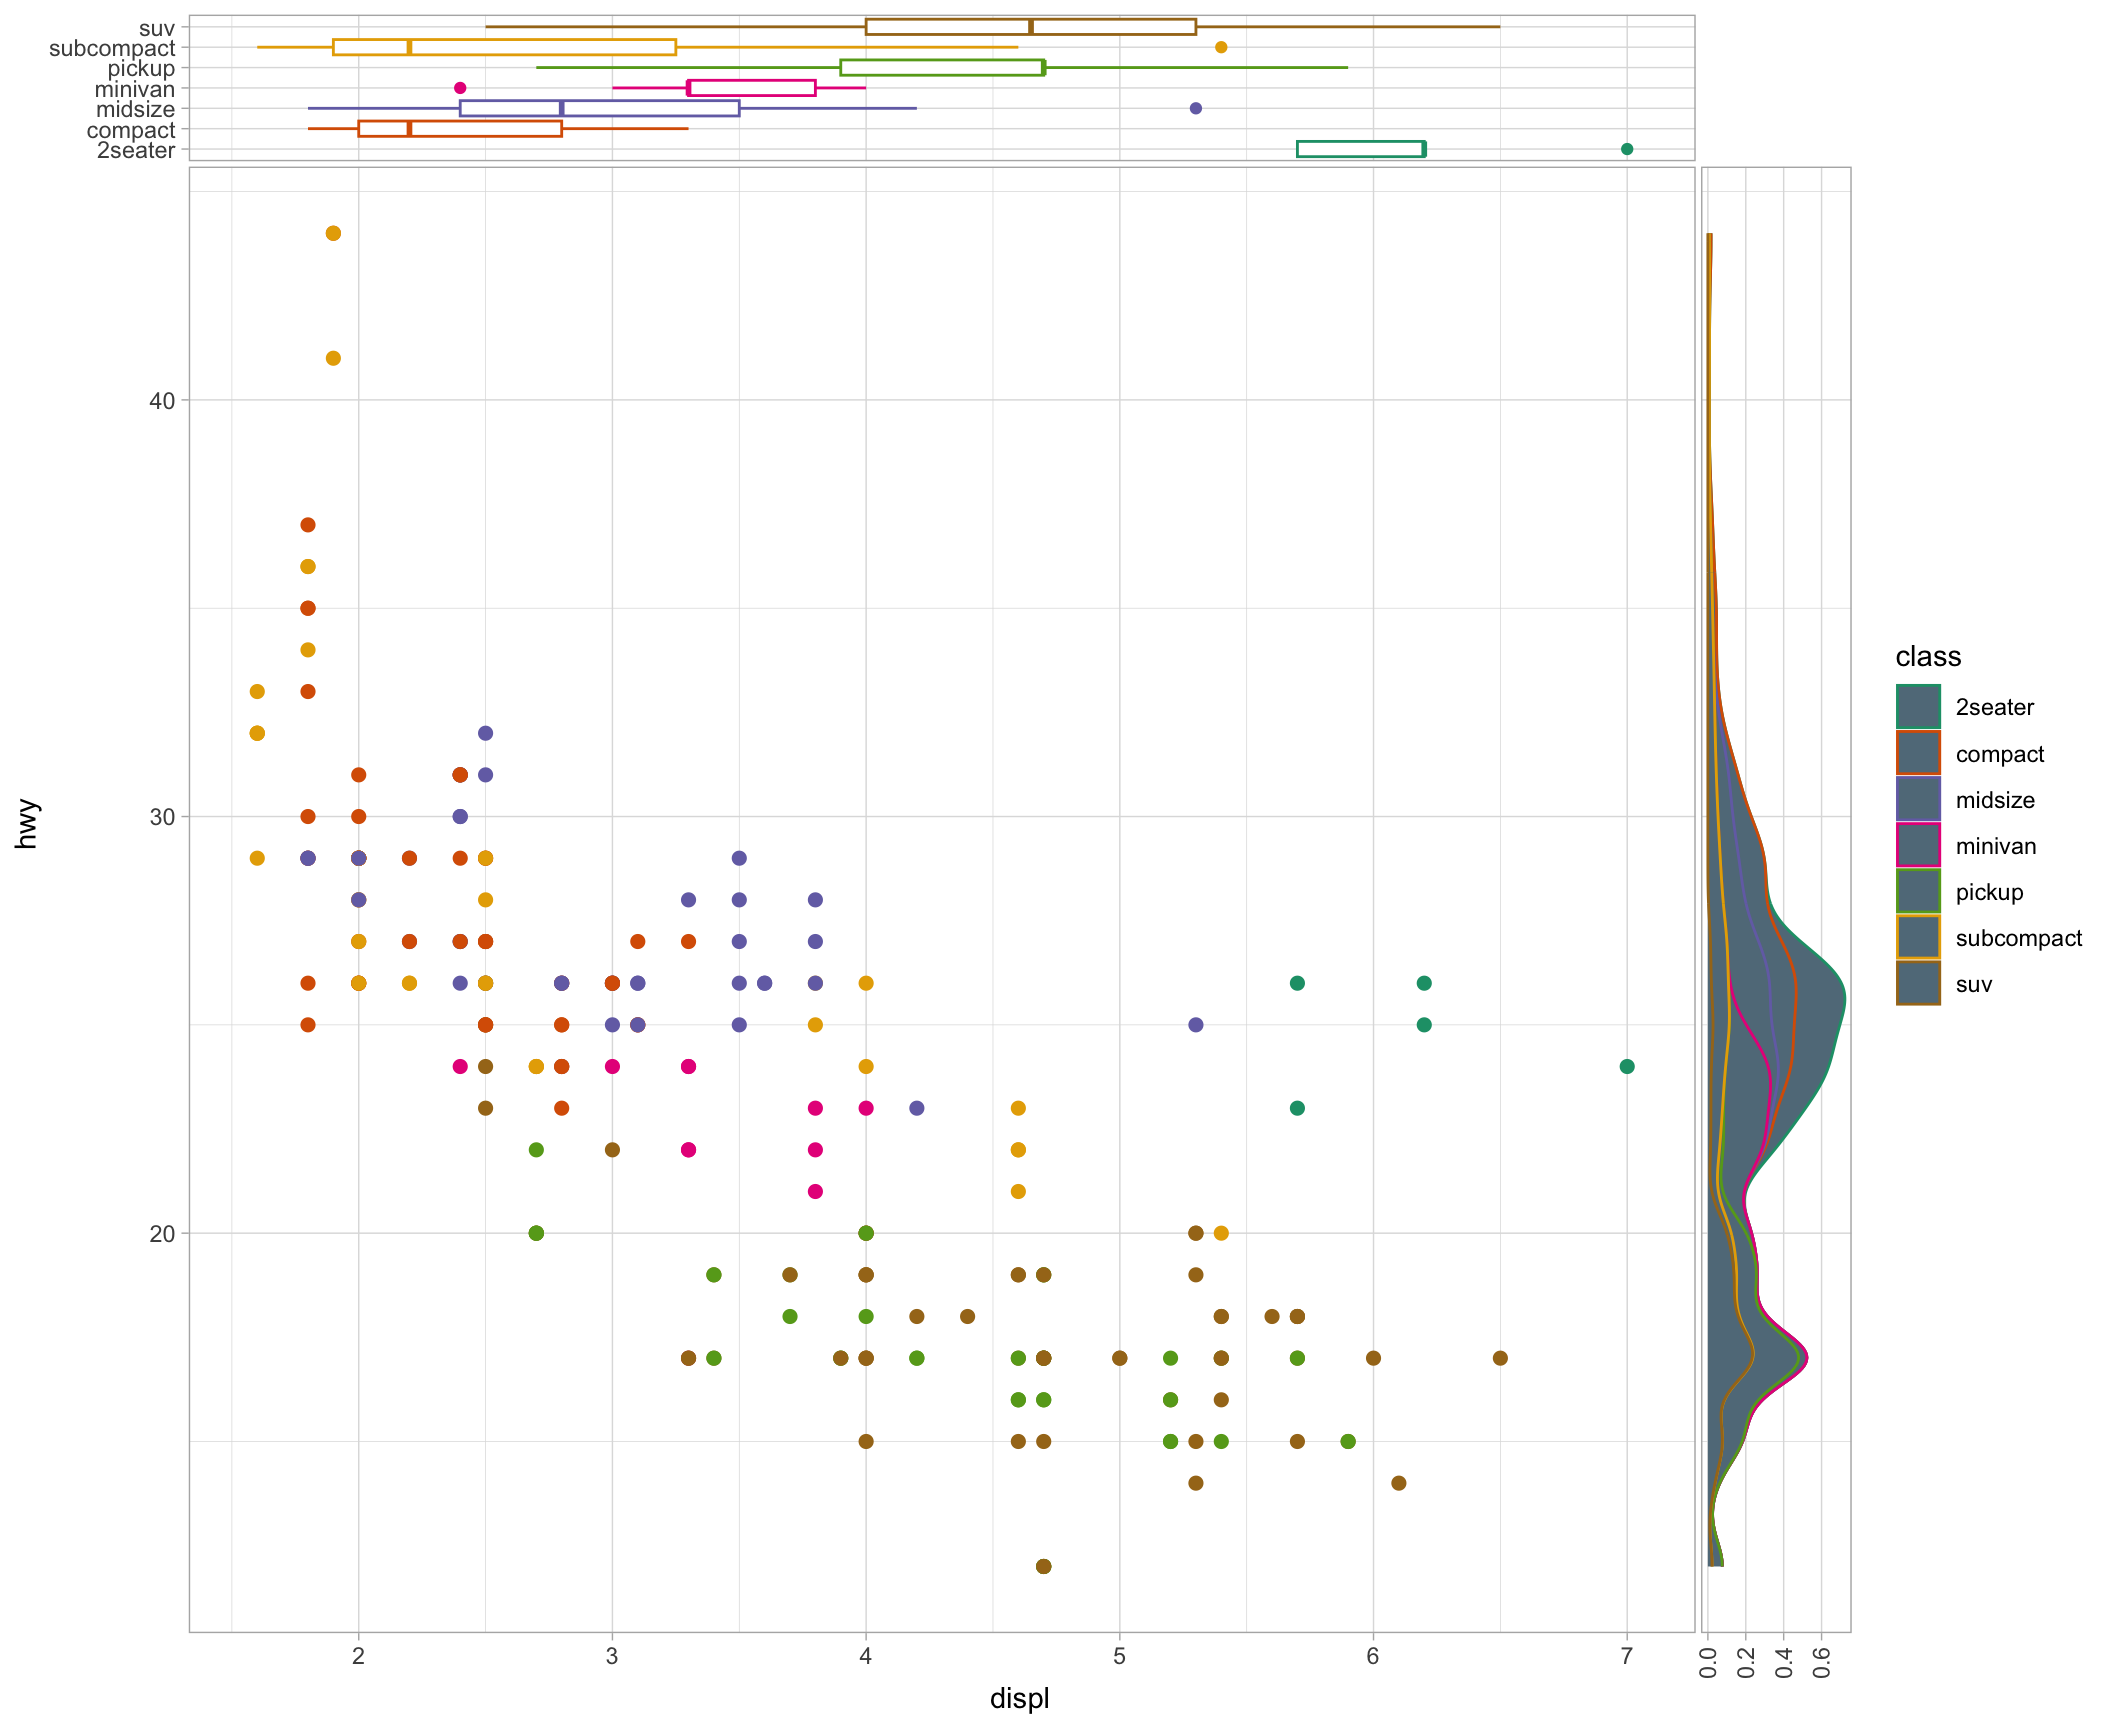 suv
subcompact
pickup
minivan
midsize
compact
2seater
40
30
20
hwy
2 3 4 5 6 7
displ
0.0 0.2 0.4 0.6
class
2seater
compact
midsize
minivan
pickup
subcompact
suv